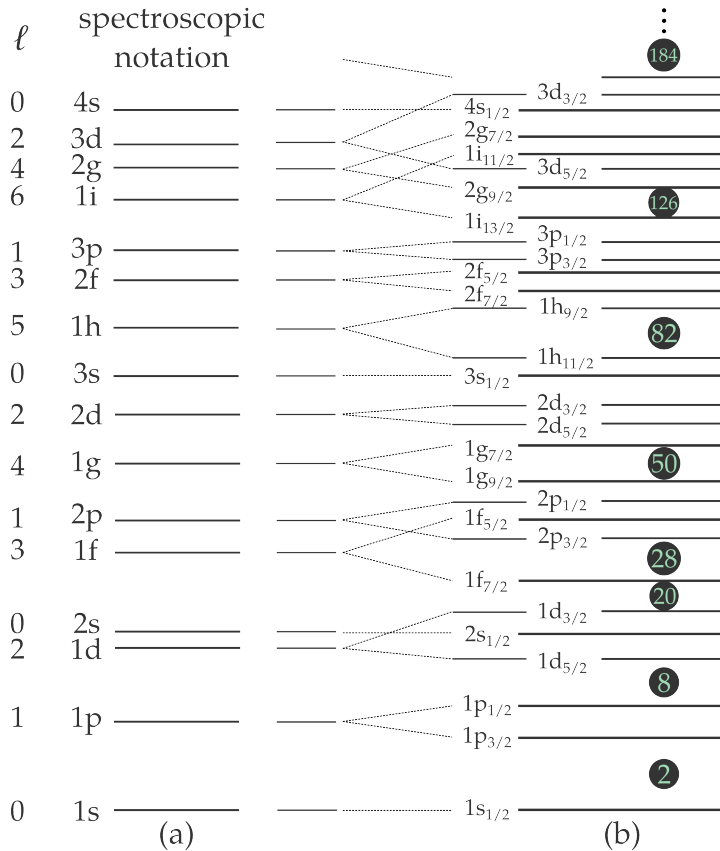 ℓ spectroscopic notation
⋮
184
3d3/2
0 4s 4s1/2
2 3d 2g7/2
1i11/2
4 2g 3d5/2
2g9/2
6 1i 126
1i13/2
3p1/2
1 3p 3p3/2
3 2f 2f5/2
2f7/2
1h9/2
5 1h 82
1h11/2
0 3s 3s1/2
2d3/2
2 2d 2d5/2
1g7/2
4 1g 50
1g9/2
2p1/2
1 2p 1f5/2
2p3/2
3 1f 28
1f7/2
20
1d3/2
0 2s 2s1/2
2 1d 1d5/2
8
1p1/2
1 1p 1p3/2
2
0 1s 1s1/2
(a) (b)